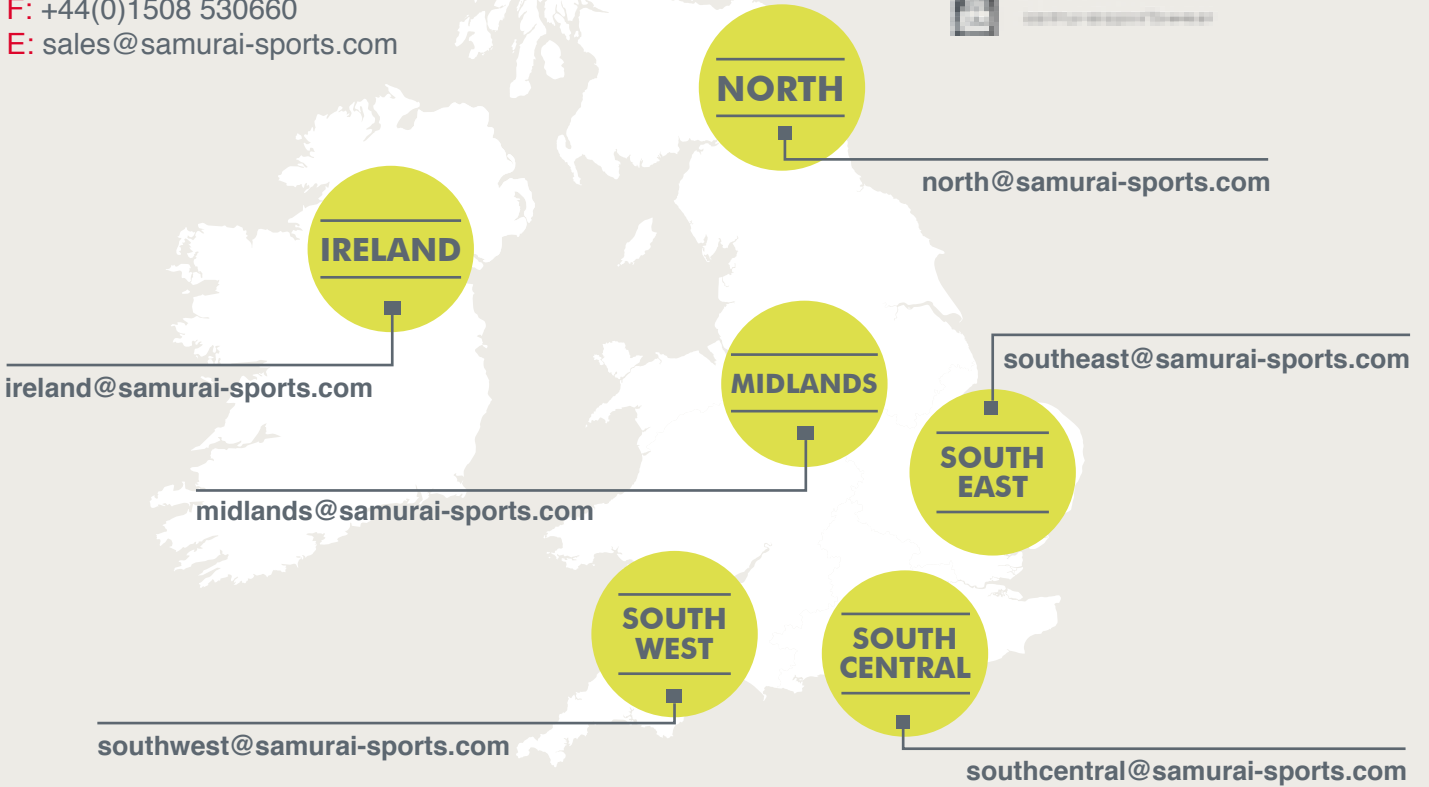 F: +44(0)1508 530660
E: sales@samurai-sports.com
NORTH
north@samurai-sports.com
IRELAND
ireland@samurai-sports.com
MIDLANDS
midlands@samurai-sports.com
southeast@samurai-sports.com
SOUTH
EAST
SOUTH
WEST
southwest@samurai-sports.com
SOUTH
CENTRAL
southcentral@samurai-sports.com